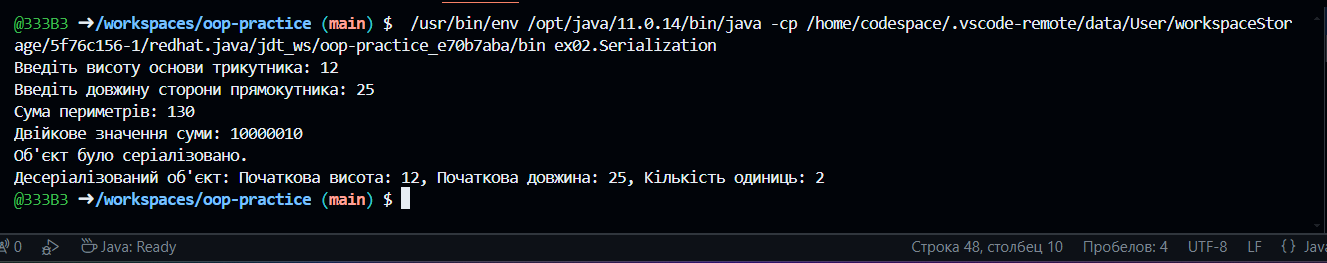 @333B3 ➜/workspaces/oop-practice (main) $  /usr/bin/env /opt/java/11.0.14/bin/java -cp /home/codespace/.vscode-remote/data/User/workspaceStor
age/5f76c156-1/redhat.java/jdt_ws/oop-practice_e70b7aba/bin ex02.Serialization
Введіть висоту основи трикутника: 12
Введіть довжину сторони прямокутника: 25
Сума периметрів: 130
Двійкове значення суми: 10000010
Об'єкт було серіалізовано.
Десеріалізований об'єкт: Початкова висота: 12, Початкова довжина: 25, Кількість одиниць: 2
@333B3 ➜/workspaces/oop-practice (main) $
0 Java: Ready Строка 48, столбец 10 Пробелов: 4 UTF-8 LF {} Java